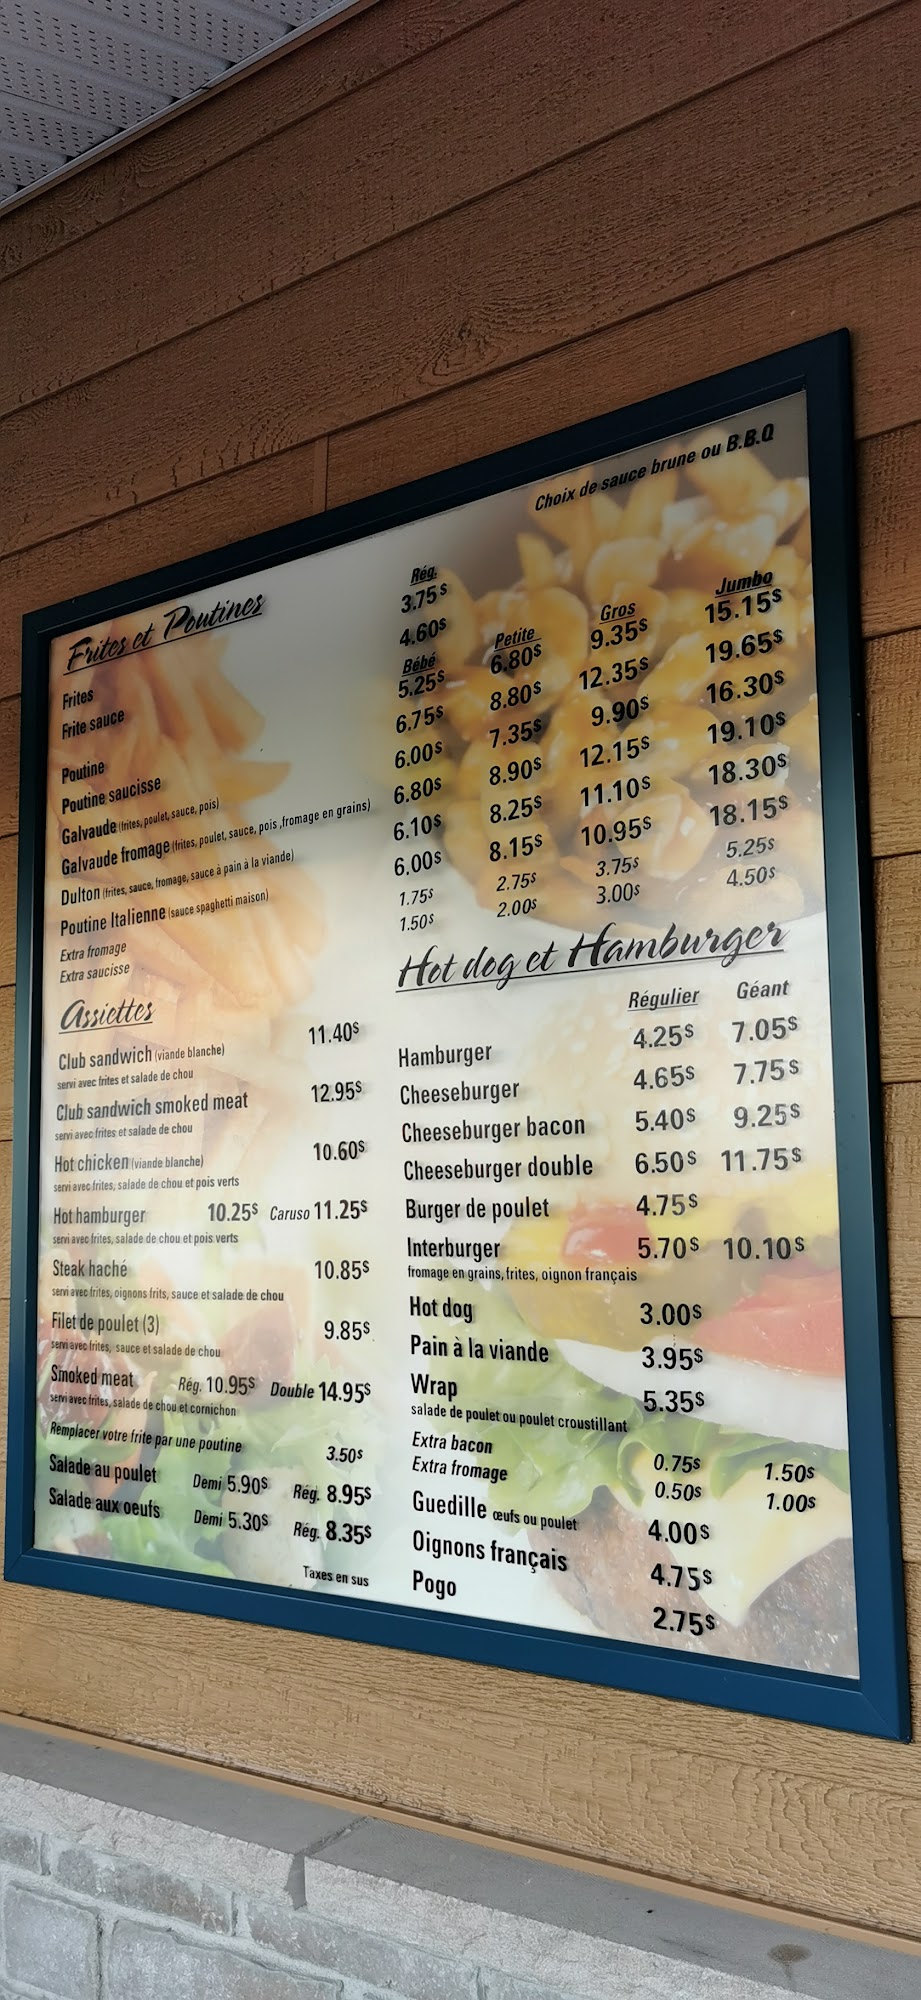 Choix de sauce brune ou B.B.Q
Frites et Poutines
Rég.
Frites 3.75$
Frite sauce 4.60$
Bébé Petite Gros Jumbo
Poutine 5.25$ 6.80$ 9.35$ 15.15$
Poutine saucisse 6.75$ 8.80$ 12.35$ 19.65$
Galvaude (frites, poulet, sauce, pois) 6.00$ 7.35$ 9.90$ 16.30$
Galvaude fromage (frites, poulet, sauce, pois ,fromage en grains) 6.80$ 8.90$ 12.15$ 19.10$
Dulton (frites, sauce, fromage, sauce à pain à la viande) 6.10$ 8.25$ 11.10$ 18.30$
Poutine Italienne (sauce spaghetti maison) 6.00$ 8.15$ 10.95$ 18.15$
Extra fromage 1.75$ 2.75$ 3.75$ 5.25$
Extra saucisse 1.50$ 2.00$ 3.00$ 4.50$
Assiettes
Club sandwich (viande blanche) 11.40$
servi avec frites et salade de chou
Club sandwich smoked meat 12.95$
servi avec frites et salade de chou
Hot chicken (viande blanche) 10.60$
servi avec frites, salade de chou et pois verts
Hot hamburger 10.25$ Caruso 11.25$
servi avec frites, salade de chou et pois verts
Steak haché 10.85$
servi avec frites, oignons frits, sauce et salade de chou
Filet de poulet (3) 9.85$
servi avec frites, sauce et salade de chou
Smoked meat Rég. 10.95$ Double 14.95$
servi avec frites, salade de chou et cornichon
Remplacer votre frite par une poutine 3.50$
Salade au poulet Demi 5.90$ Rég. 8.95$
Salade aux oeufs Demi 5.30$ Rég. 8.35$
Taxes en sus
Hot dog et Hamburger
Régulier Géant
Hamburger 4.25$ 7.05$
Cheeseburger 4.65$ 7.75$
Cheeseburger bacon 5.40$ 9.25$
Cheeseburger double 6.50$ 11.75$
Burger de poulet 4.75$
Interburger 5.70$ 10.10$
fromage en grains, frites, oignon français
Hot dog 3.00$
Pain à la viande 3.95$
Wrap 5.35$
salade de poulet ou poulet croustillant
Extra bacon 0.75$ 1.50$
Extra fromage 0.50$ 1.00$
Guedille œufs ou poulet 4.00$
Oignons français 4.75$
Pogo 2.75$